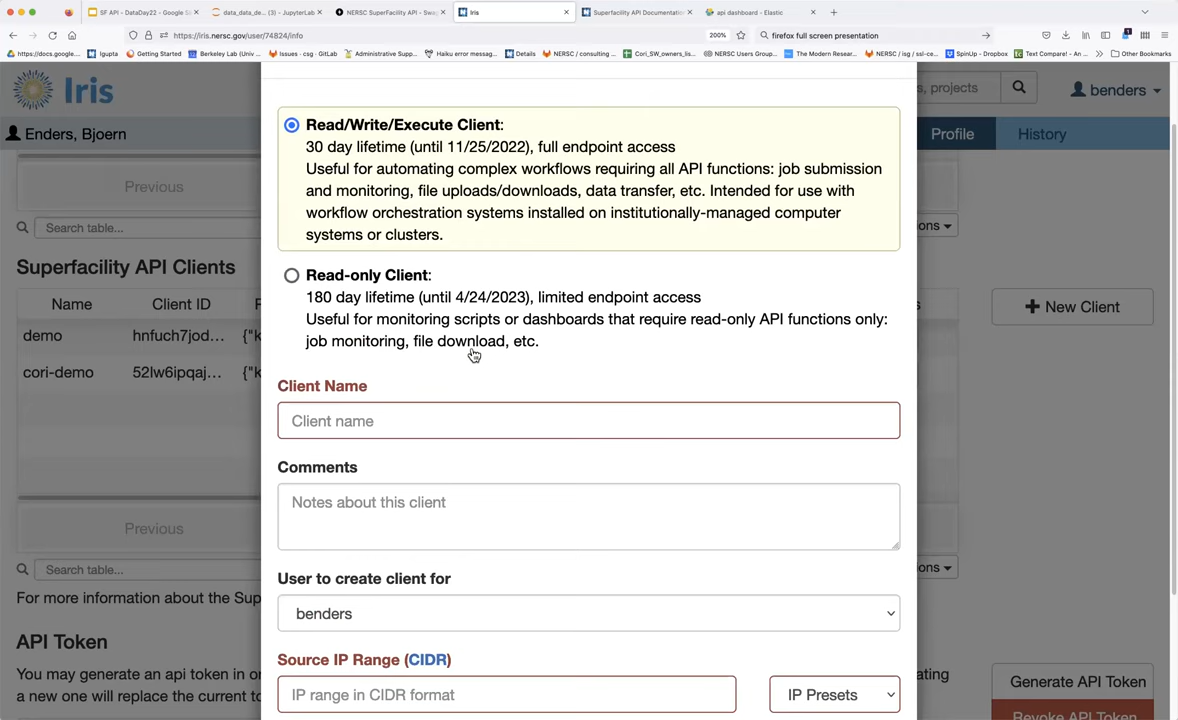 SF API - DataDay22 - Google S
data_data_de... - JupyterLab
NERSC SuperFacility API - Swa
Iris
Superfacility API Documentation
api dashboard - Elastic
https://iris.nersc.gov/user/74824/info
200%
firefox full screen presentation
https://docs.google....
lgupta
Getting Started
Berkeley Lab (Univ ...
Issues · csg · GitLab
Administrative Supp...
Haiku error messag...
Details
NERSC / consulting ...
Cori_SW_owners_lis...
NERSC Users Group...
The Modern Resear...
NERSC / isg / ssl-ce...
SpinUp - Dropbox
Text Compare! - An ...
Other Bookmarks
Iris
s, projects
benders
Enders, Bjoern
Profile
History
Previous
Search table...
ons
Superfacility API Clients
Name
Client ID
s
New Client
demo
hnfuch7jod...
{"k
cori-demo
52lw6ipqaj...
{"k
Previous
Search table...
ons
For more information about the Sup
API Token
You may generate an api token in or
ating
a new one will replace the current to
Generate API Token
Revoke API Token
Read/Write/Execute Client:
30 day lifetime (until 11/25/2022), full endpoint access
Useful for automating complex workflows requiring all API functions: job submission
and monitoring, file uploads/downloads, data transfer, etc. Intended for use with
workflow orchestration systems installed on institutionally-managed computer
systems or clusters.
Read-only Client:
180 day lifetime (until 4/24/2023), limited endpoint access
Useful for monitoring scripts or dashboards that require read-only API functions only:
job monitoring, file download, etc.
Client Name
Client name
Comments
Notes about this client
User to create client for
benders
Source IP Range (CIDR)
IP range in CIDR format
IP Presets